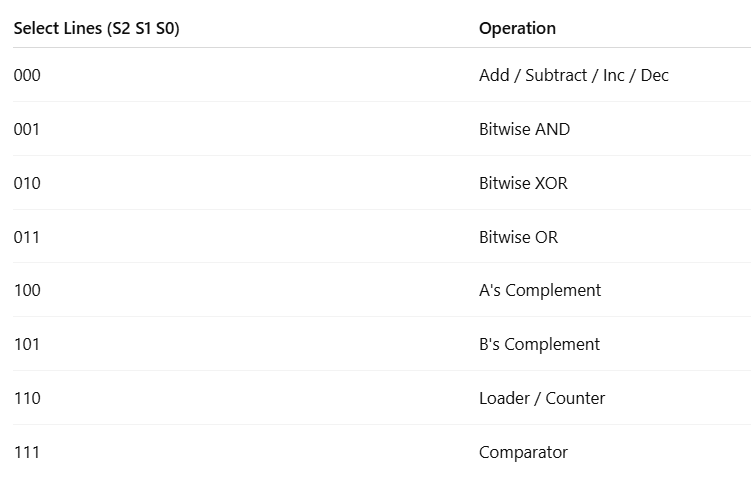 Select Lines (S2 S1 S0) Operation
000 Add / Subtract / Inc / Dec
001 Bitwise AND
010 Bitwise XOR
011 Bitwise OR
100 A's Complement
101 B's Complement
110 Loader / Counter
111 Comparator